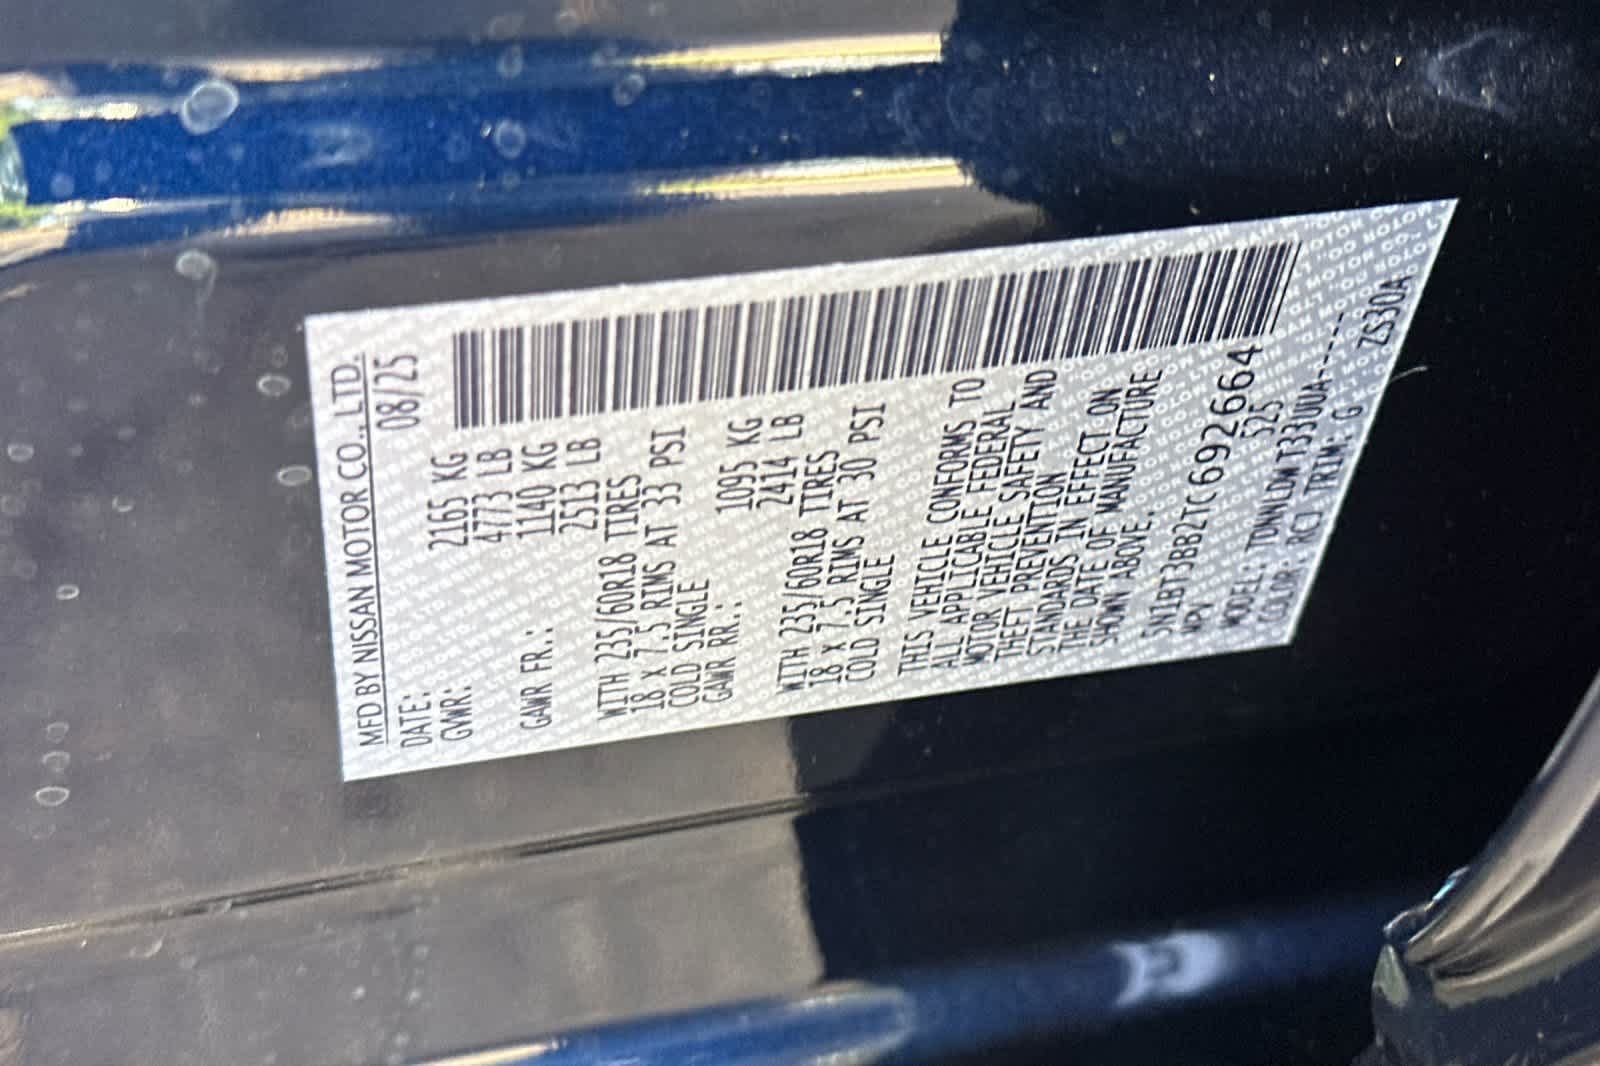 MFD BY NISSAN MOTOR CO., LTD.
DATE: 08/25
GVWR: 2165 KG
4773 LB
GAWR FR.: 1140 KG
2513 LB
WITH 235/60R18 TIRES
18 X 7.5 RIMS AT 33 PSI
COLD SINGLE
GAWR RR.: 1095 KG
2414 LB
WITH 235/60R18 TIRES
18 X 7.5 RIMS AT 30 PSI
COLD SINGLE
THIS VEHICLE CONFORMS TO
ALL APPLICABLE FEDERAL
MOTOR VEHICLE SAFETY AND
THEFT PREVENTION
STANDARDS IN EFFECT ON
THE DATE OF MANUFACTURE
SHOWN ABOVE.
5N1BT3BB2TC692664
MPV 525
MODEL: TDNNLDW T33UUA------
COLOR: RCJ TRIM: G ZS30A